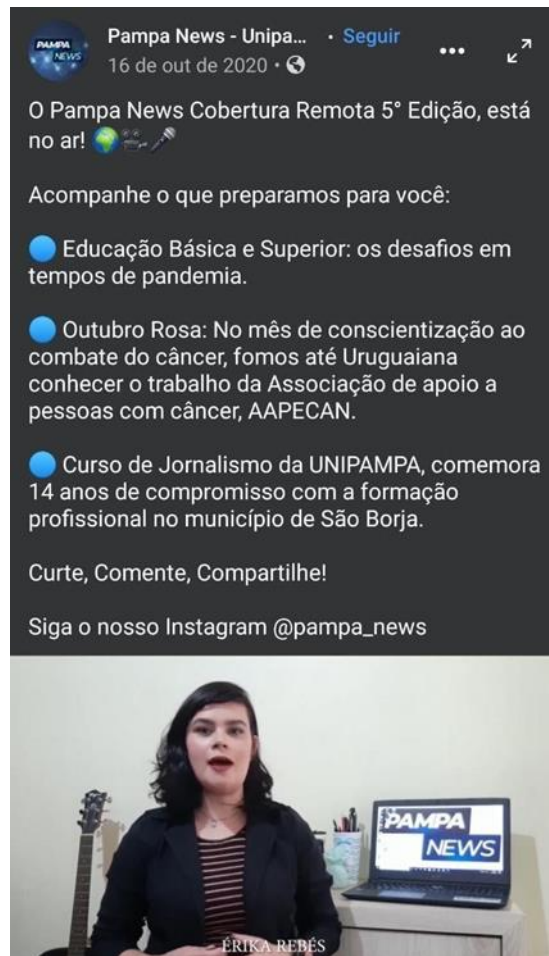 PAMPA
NEWS
Pampa News - Unipa... · Seguir
16 de out de 2020 ·
O Pampa News Cobertura Remota 5° Edição, está
no ar!
Acompanhe o que preparamos para você:
Educação Básica e Superior: os desafios em
tempos de pandemia.
Outubro Rosa: No mês de conscientização ao
combate do câncer, fomos até Uruguaiana
conhecer o trabalho da Associação de apoio a
pessoas com câncer, AAPECAN.
Curso de Jornalismo da UNIPAMPA, comemora
14 anos de compromisso com a formação
profissional no município de São Borja.
Curte, Comente, Compartilhe!
Siga o nosso Instagram @pampa_news
PAMPA
NEWS
ÉRIKA REBÉS